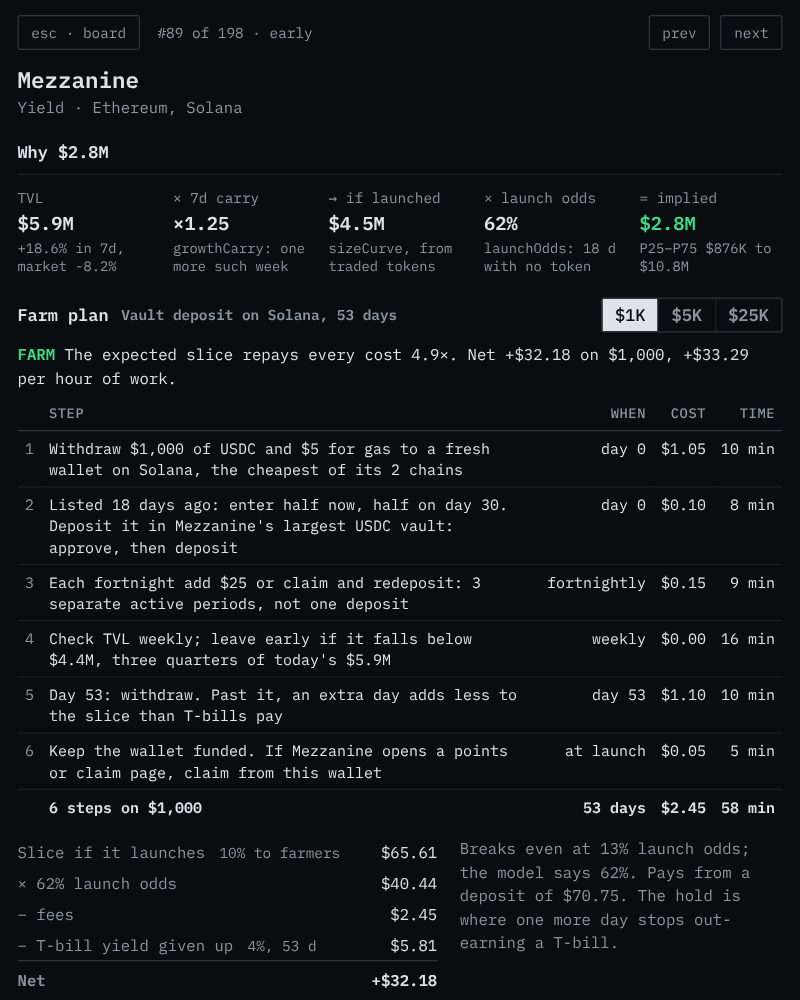 esc · board
#89 of 198 · early
prev
next
Mezzanine
Yield · Ethereum, Solana
Why $2.8M
TVL
$5.9M
+18.6% in 7d,
market -8.2%
× 7d carry
×1.25
growthCarry: one
more such week
→ if launched
$4.5M
sizeCurve, from
traded tokens
× launch odds
62%
launchOdds: 18 d
with no token
= implied
$2.8M
P25–P75 $876K to
$10.8M
Farm plan Vault deposit on Solana, 53 days
$1K $5K $25K
FARM The expected slice repays every cost 4.9×. Net +$32.18 on $1,000, +$33.29
per hour of work.
STEP WHEN COST TIME
1 Withdraw $1,000 of USDC and $5 for gas to a fresh day 0 $1.05 10 min
wallet on Solana, the cheapest of its 2 chains
2 Listed 18 days ago: enter half now, half on day 30. day 0 $0.10 8 min
Deposit it in Mezzanine's largest USDC vault:
approve, then deposit
3 Each fortnight add $25 or claim and redeposit: 3 fortnightly $0.15 9 min
separate active periods, not one deposit
4 Check TVL weekly; leave early if it falls below weekly $0.00 16 min
$4.4M, three quarters of today's $5.9M
5 Day 53: withdraw. Past it, an extra day adds less to day 53 $1.10 10 min
the slice than T-bills pay
6 Keep the wallet funded. If Mezzanine opens a points at launch $0.05 5 min
or claim page, claim from this wallet
6 steps on $1,000 53 days $2.45 58 min
Slice if it launches 10% to farmers $65.61
× 62% launch odds $40.44
− fees $2.45
− T-bill yield given up 4%, 53 d $5.81
Net +$32.18
Breaks even at 13% launch odds;
the model says 62%. Pays from a
deposit of $70.75. The hold is
where one more day stops out-
earning a T-bill.